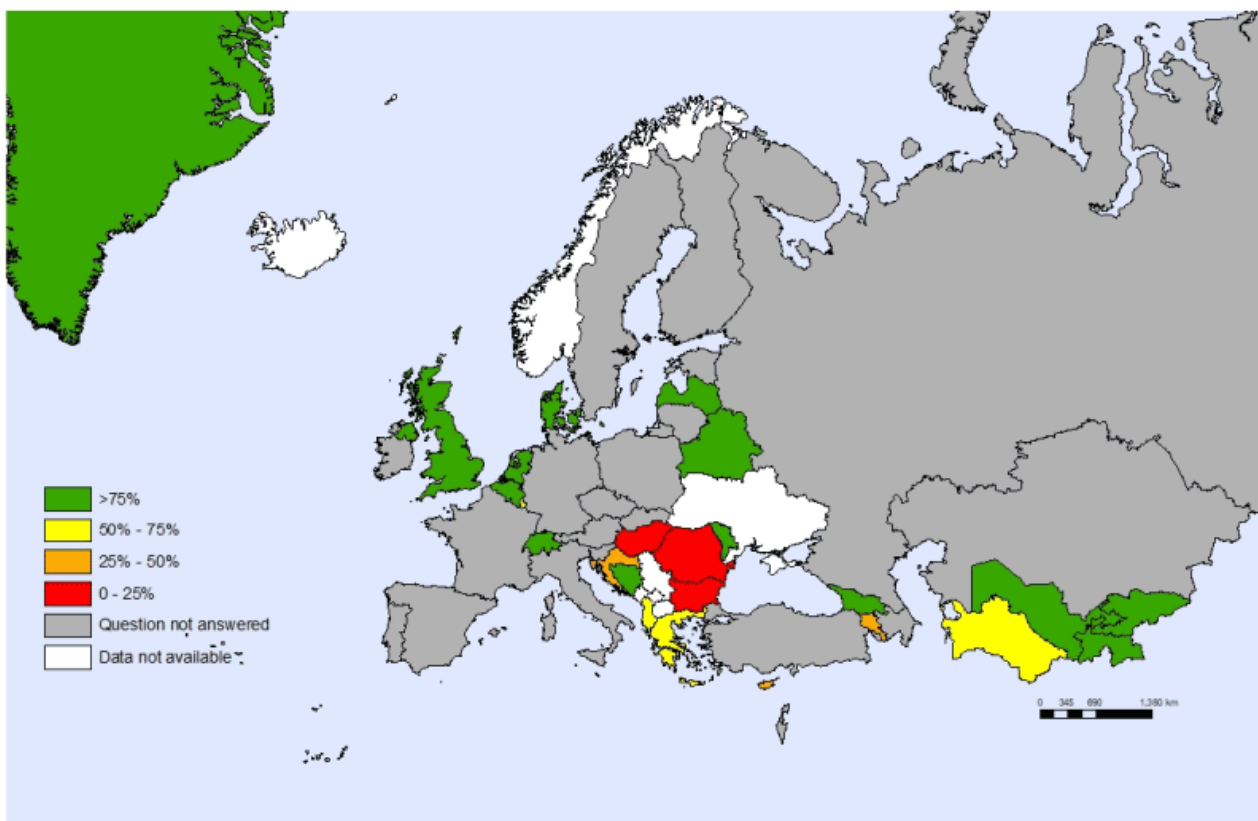 >75%
50% - 75%
25% - 50%
0 - 25%
Question not answered
Data not available
0 345 690 1,380 km